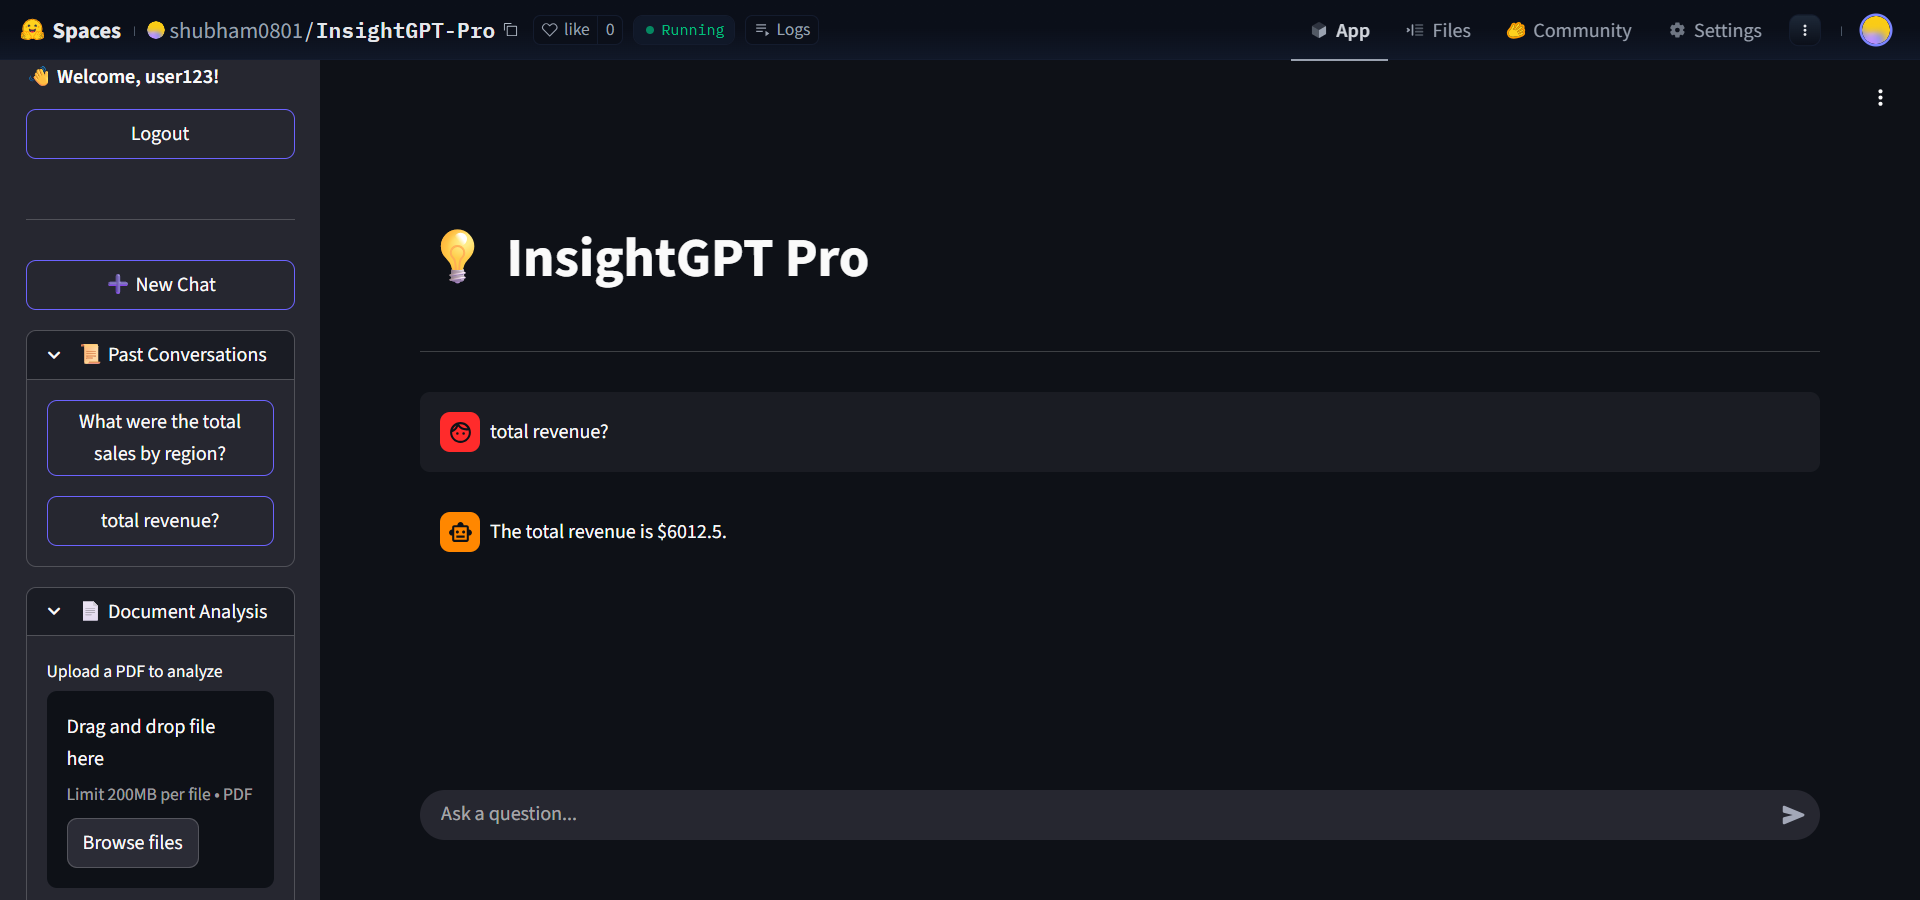 Spaces shubham0801/InsightGPT-Pro like 0 Running Logs App Files Community Settings
Welcome, user123!
Logout
New Chat
Past Conversations
What were the total
sales by region?
total revenue?
Document Analysis
Upload a PDF to analyze
Drag and drop file
here
Limit 200MB per file • PDF
Browse files
InsightGPT Pro
total revenue?
The total revenue is $6012.5.
Ask a question...